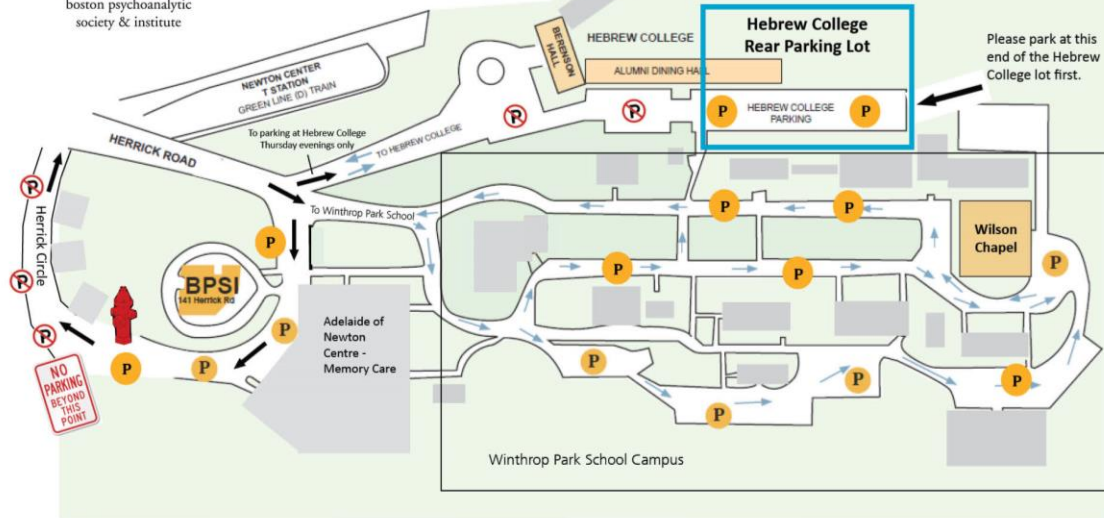 boston psychoanalytic
society & institute
NEWTON CENTER
T STATION
GREEN LINE (D) TRAIN
HERRICK ROAD
To parking at Hebrew College
Thursday evenings only
TO HEBREW COLLEGE
BERENSON
HALL
HEBREW COLLEGE
ALUMNI DINING HALL
Hebrew College
Rear Parking Lot
P
HEBREW COLLEGE
PARKING
P
Please park at this
end of the Hebrew
College lot first.
P
P
To Winthrop Park School
P
P
P
Herrick Circle
P
BPSI
141 Herrick Rd
P
P
P
Wilson
Chapel
P
P
P
NO
PARKING
BEYOND
THIS
POINT
P
P
P
Adelaide of
Newton
Centre -
Memory Care
P
P
P
P
Winthrop Park School Campus